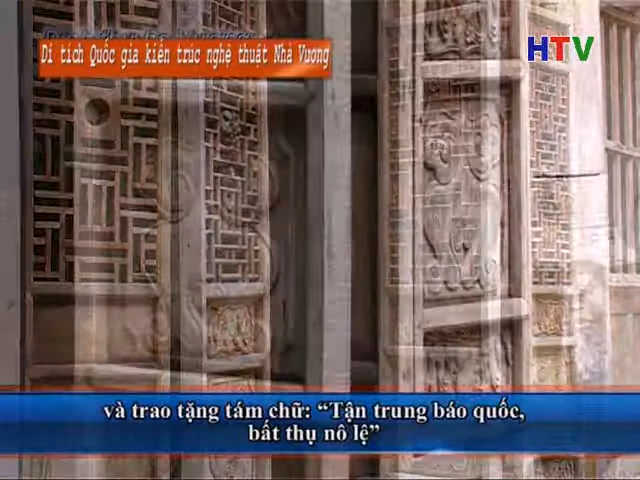 Di tích Quốc gia kiến trúc nghệ thuật Nhà Vương
HTV
và trao tặng tám chữ: “Tận trung báo quốc,
bất thụ nô lệ”